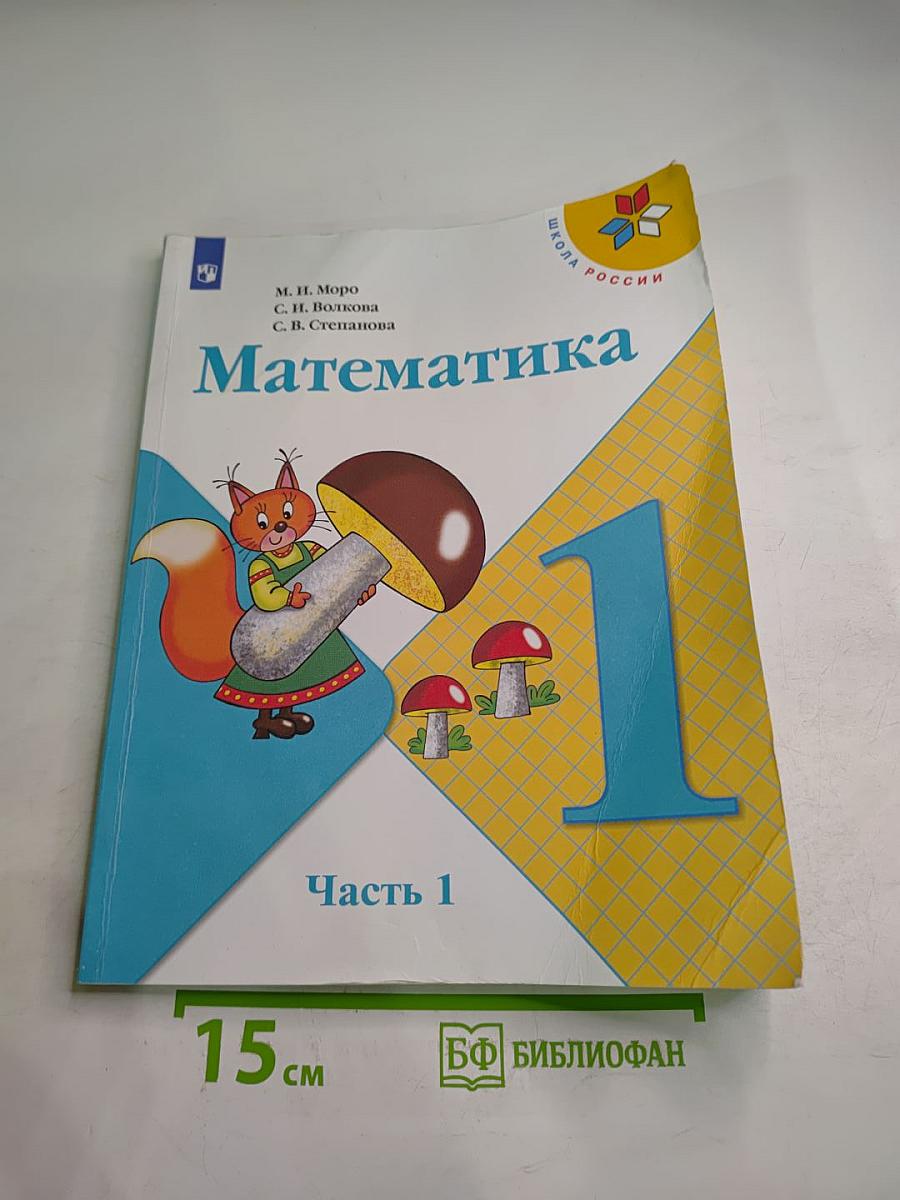 ШКОЛА РОССИИ
М. И. Моро
С. И. Волкова
С. В. Степанова
Математика
1
Часть 1
15 см
БФ БИБЛИОФАН